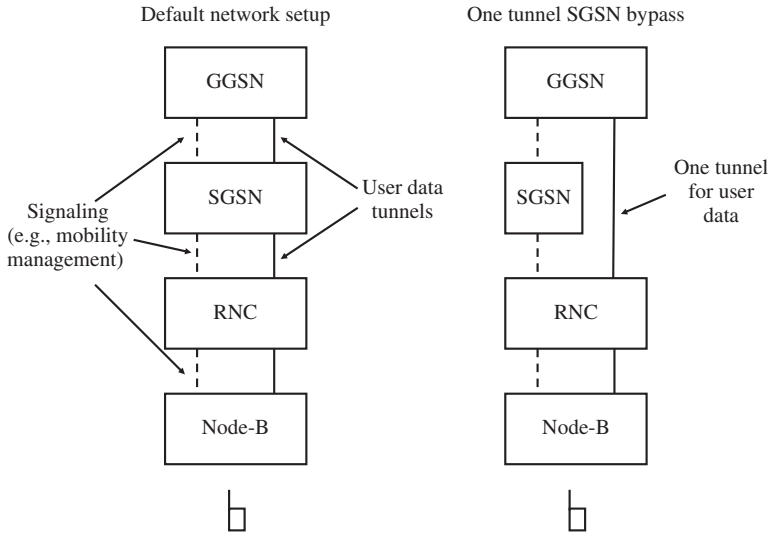 Default network setup
One tunnel SGSN bypass
GGSN
GGSN
SGSN
SGSN
Signaling
(e.g., mobility
management)
User data
tunnels
One tunnel
for user
data
RNC
RNC
Node-B
Node-B